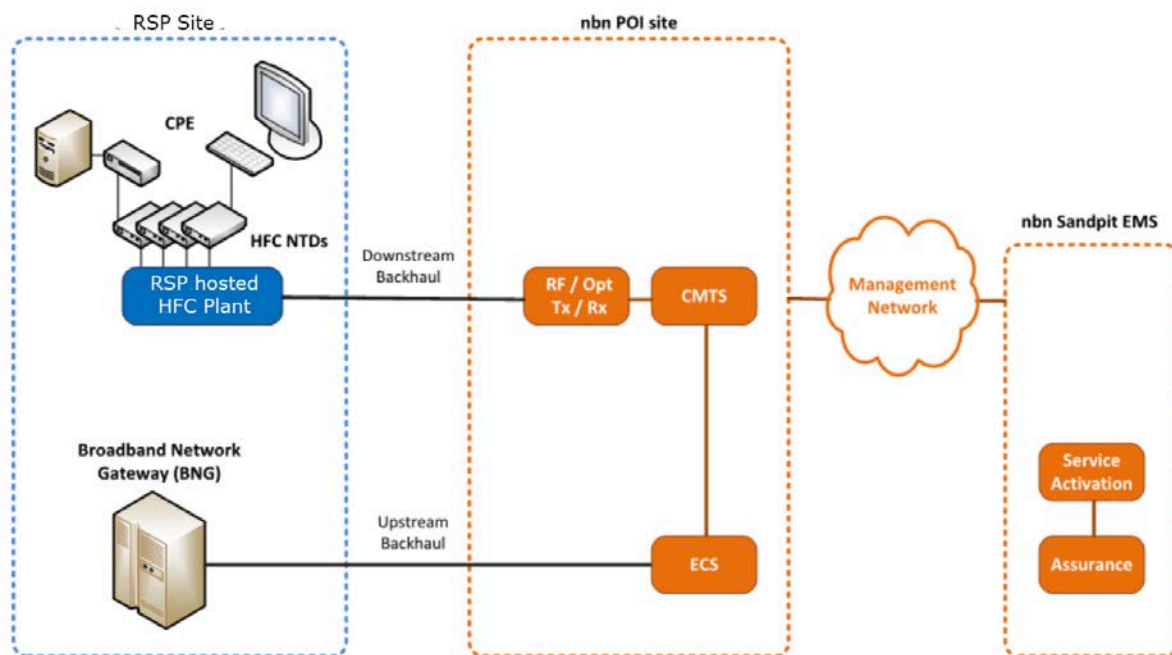 RSP Site
nbn POI site
CPE
HFC NTDs
RSP hosted
HFC Plant
Downstream
Backhaul
RF / Opt
Tx / Rx
CMTS
Management
Network
nbn Sandpit EMS
Broadband Network
Gateway (BNG)
Upstream
Backhaul
ECS
Service
Activation
Assurance